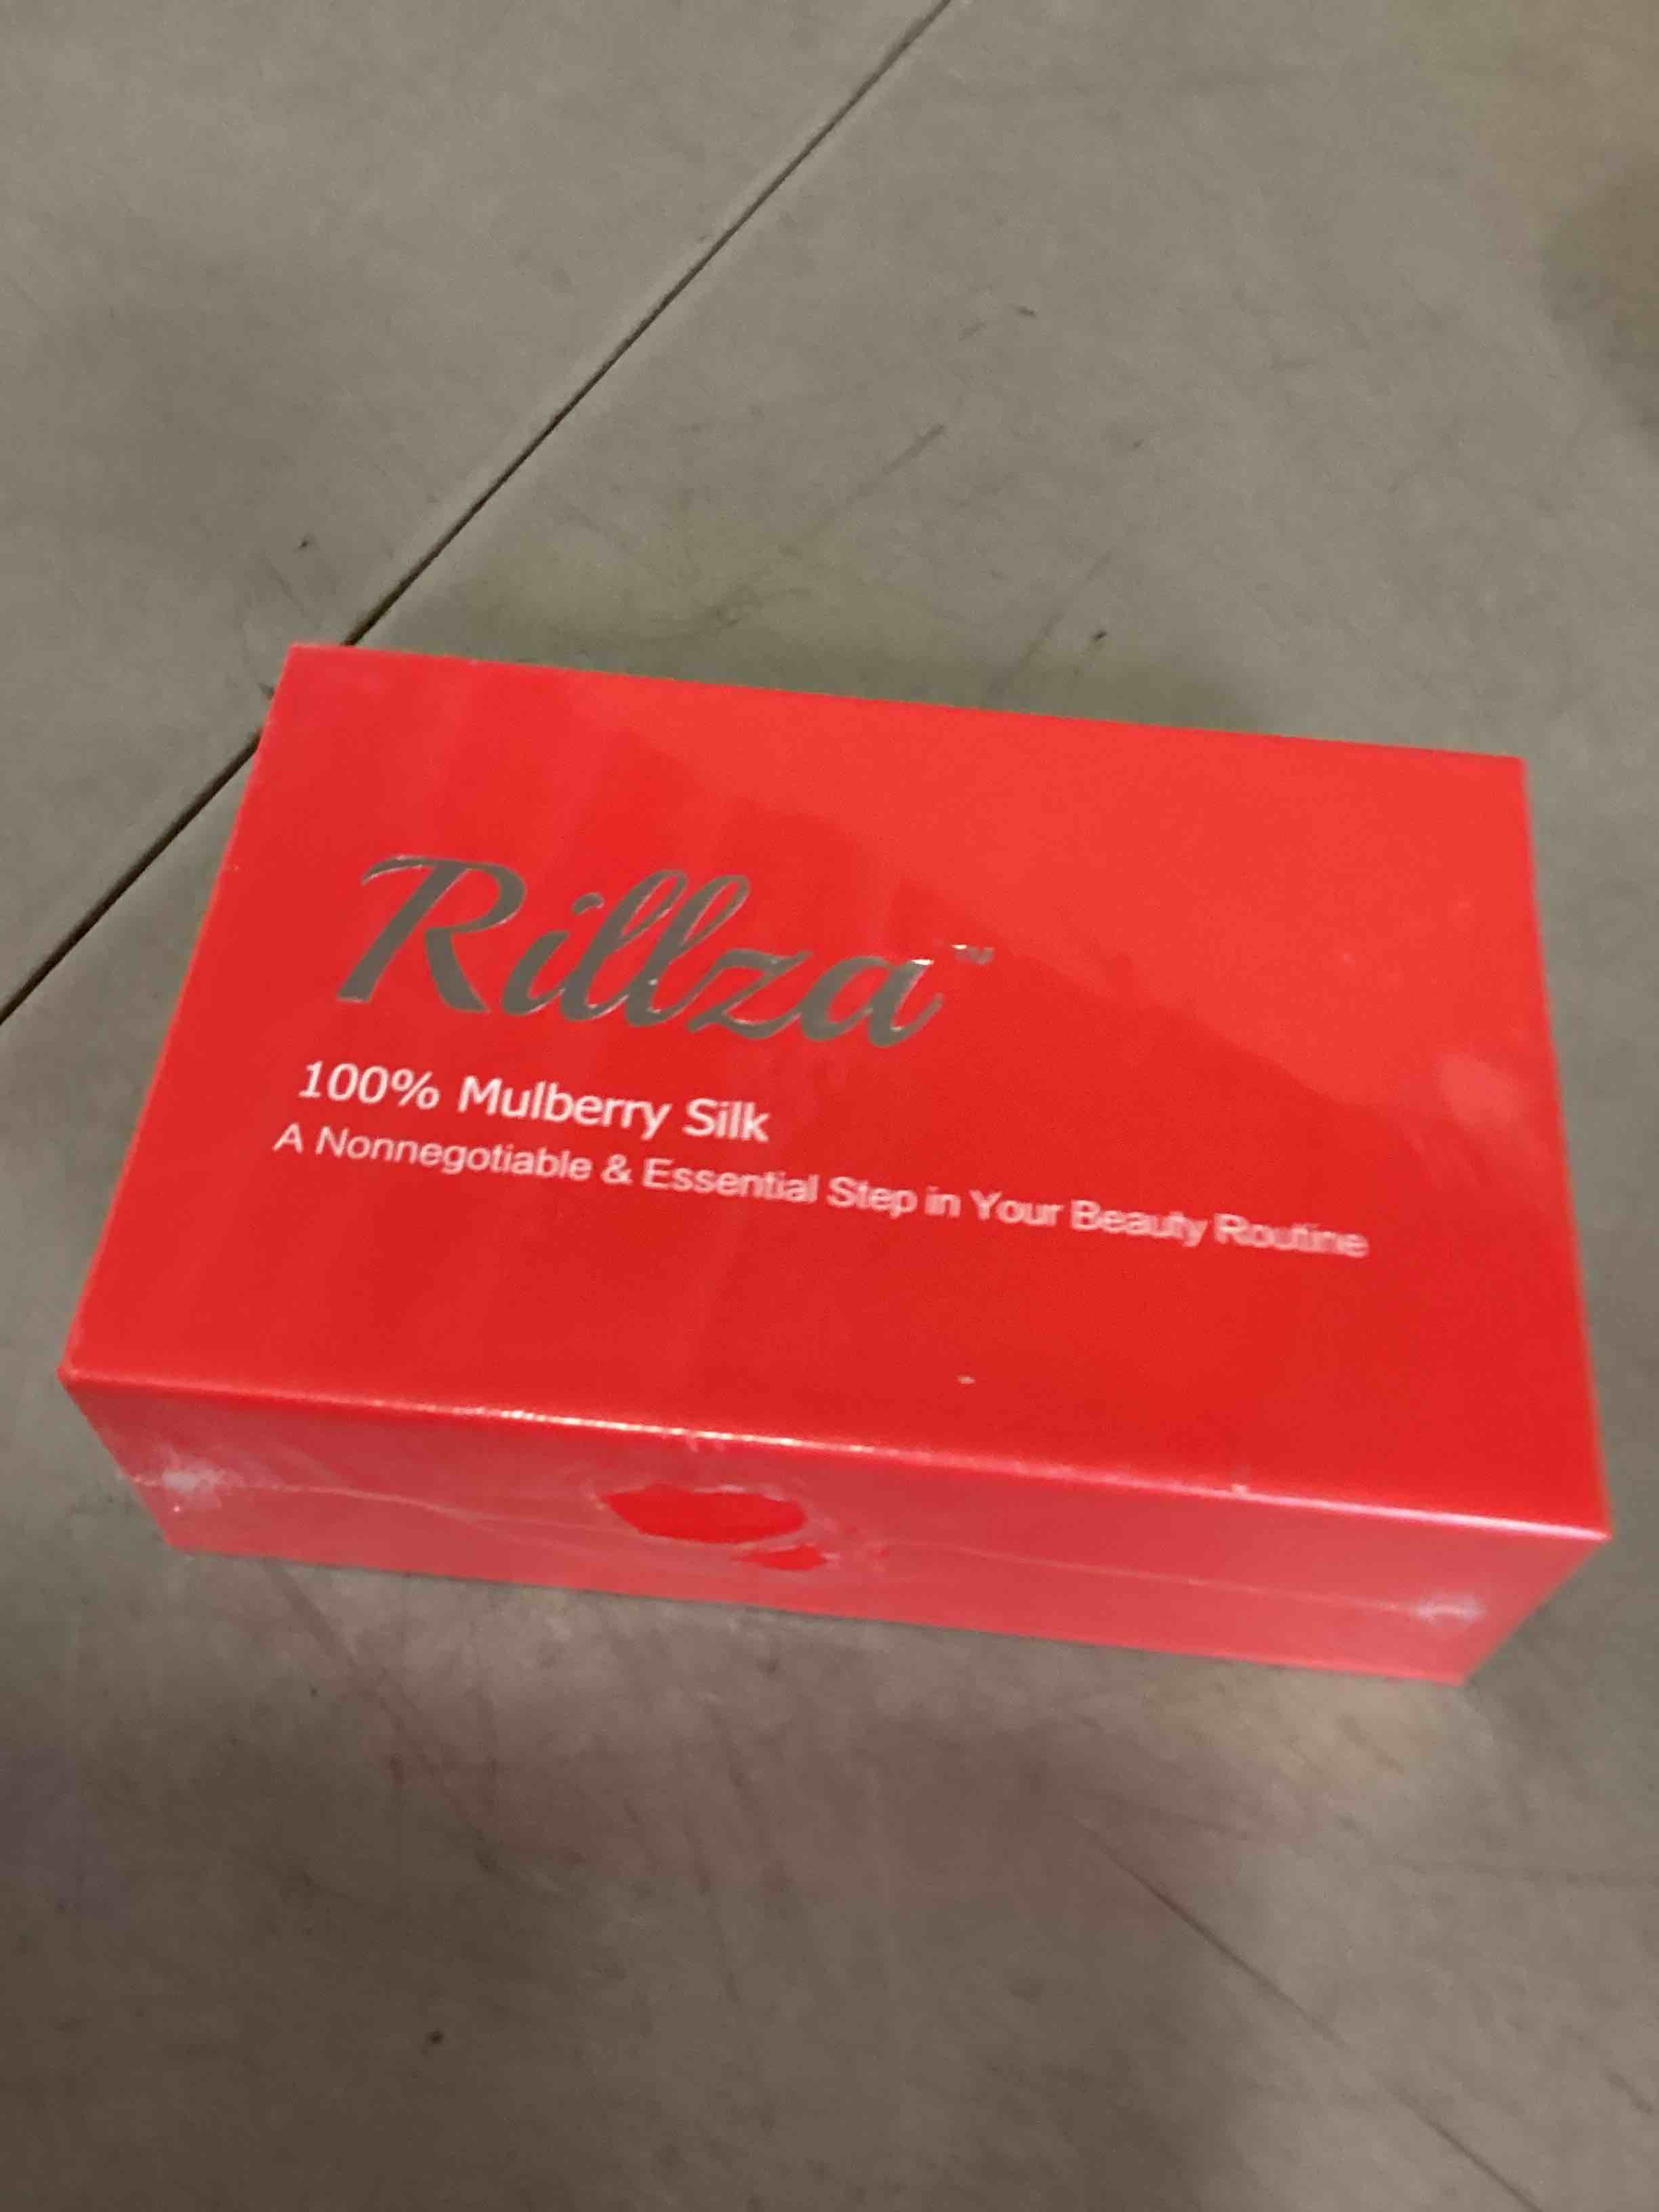 Rillza™
100% Mulberry Silk
A Nonnegotiable & Essential Step in Your Beauty Routine